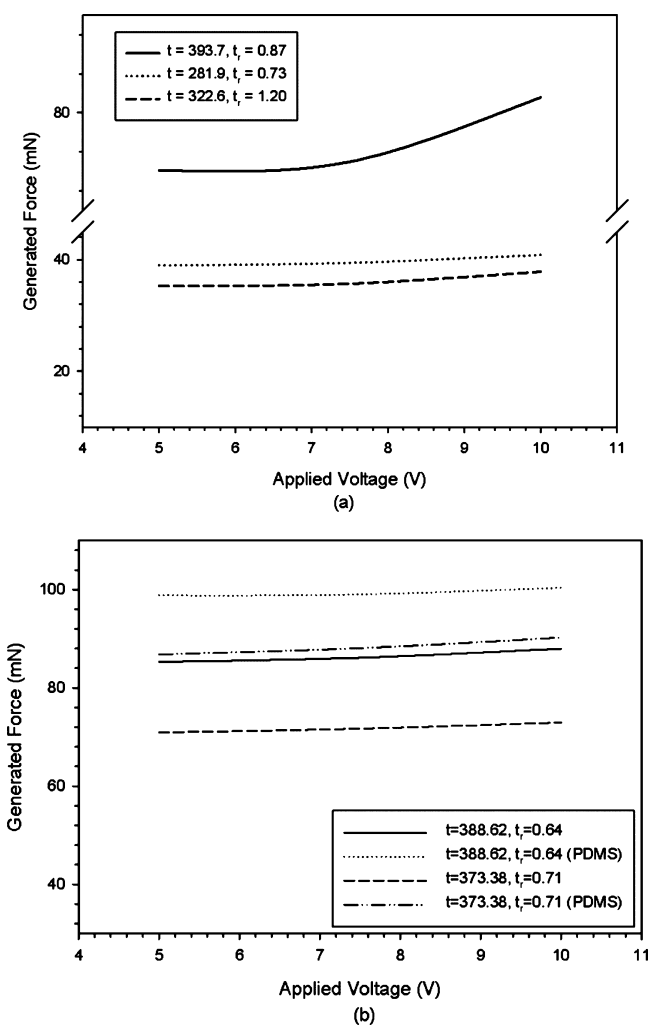 t = 393.7, tr = 0.87
t = 281.9, tr = 0.73
t = 322.6, tr = 1.20
80
40
20
Generated Force (mN)
4 5 6 7 8 9 10 11
Applied Voltage (V)
(a)
100
80
60
40
Generated Force (mN)
t=388.62, tr=0.64
t=388.62, tr=0.64 (PDMS)
t=373.38, tr=0.71
t=373.38, tr=0.71 (PDMS)
4 5 6 7 8 9 10 11
Applied Voltage (V)
(b)